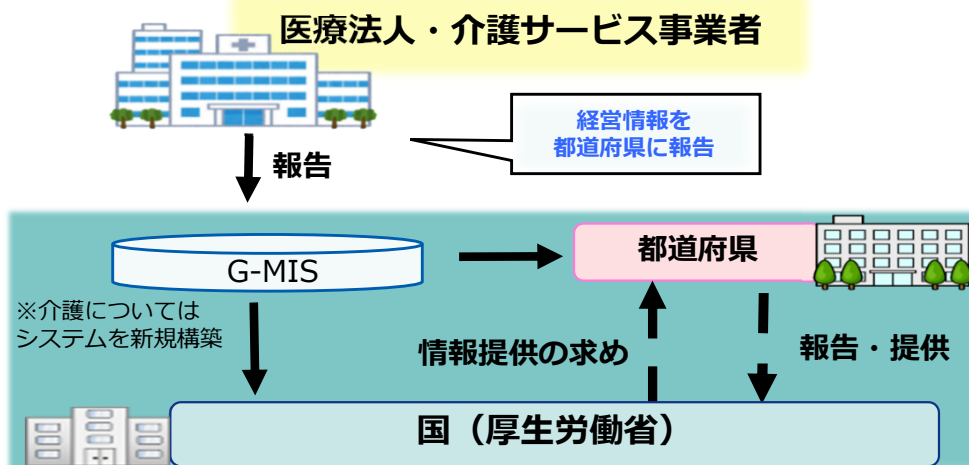 医療法人・介護サービス事業者
経営情報を
都道府県に報告
報告
G-MIS
都道府県
※介護については
システムを新規構築
情報提供の求め
報告・提供
国（厚生労働省）